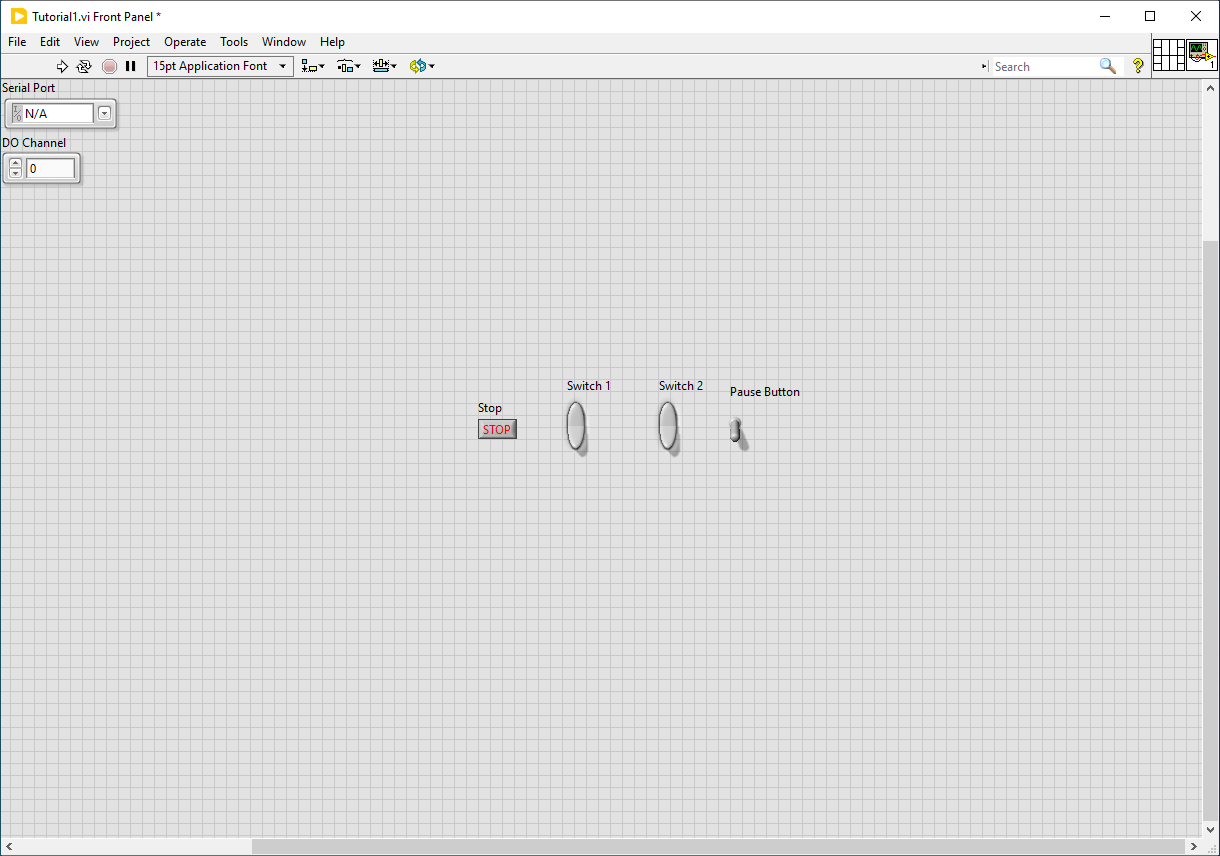 Tutorial1.vi Front Panel *
File Edit View Project Operate Tools Window Help
15pt Application Font
Search
?
1
Serial Port
I/O N/A
DO Channel
0
Switch 1
Switch 2
Pause Button
Stop
STOP